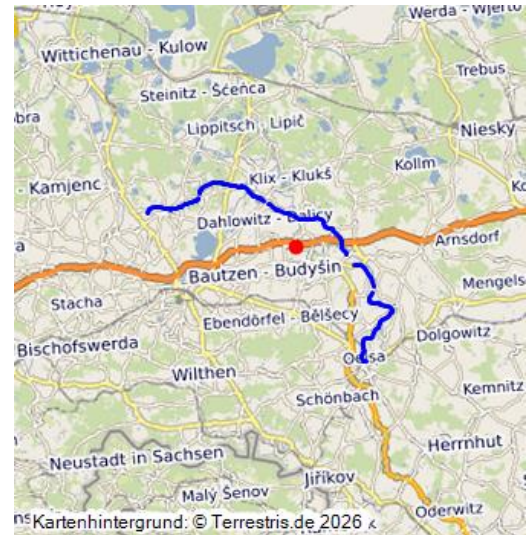 Werda - Wjerto
Wittichenau - Kulow
Trebus
Steinitz - Šćeńca
Lippitsch - Lipič
Niesky
Kollm
- Kamjenc
Klix - Klukš
Dahlowitz - Dalicy
Arnsdorf
Bautzen - Budyšin
Mengels
Stacha
Ebendörfel - Bělšecy
Dolgowitz
Bischofswerda
Oelsa
Wilthen
Kemnitz
Schönbach
Herrnhut
Neustadt in Sachsen
Jiříkov
Malý Šenov
Oderwitz
Kartenhintergrund: © Terrestris.de 2026